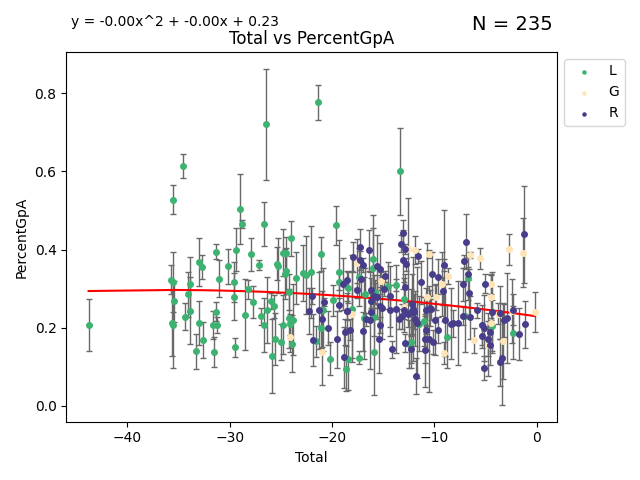 y = -0.00x^2 + -0.00x + 0.23
N = 235
Total vs PercentGpA
L
G
R
PercentGpA
0.8
0.6
0.4
0.2
0.0
−40
−30
−20
−10
0
Total